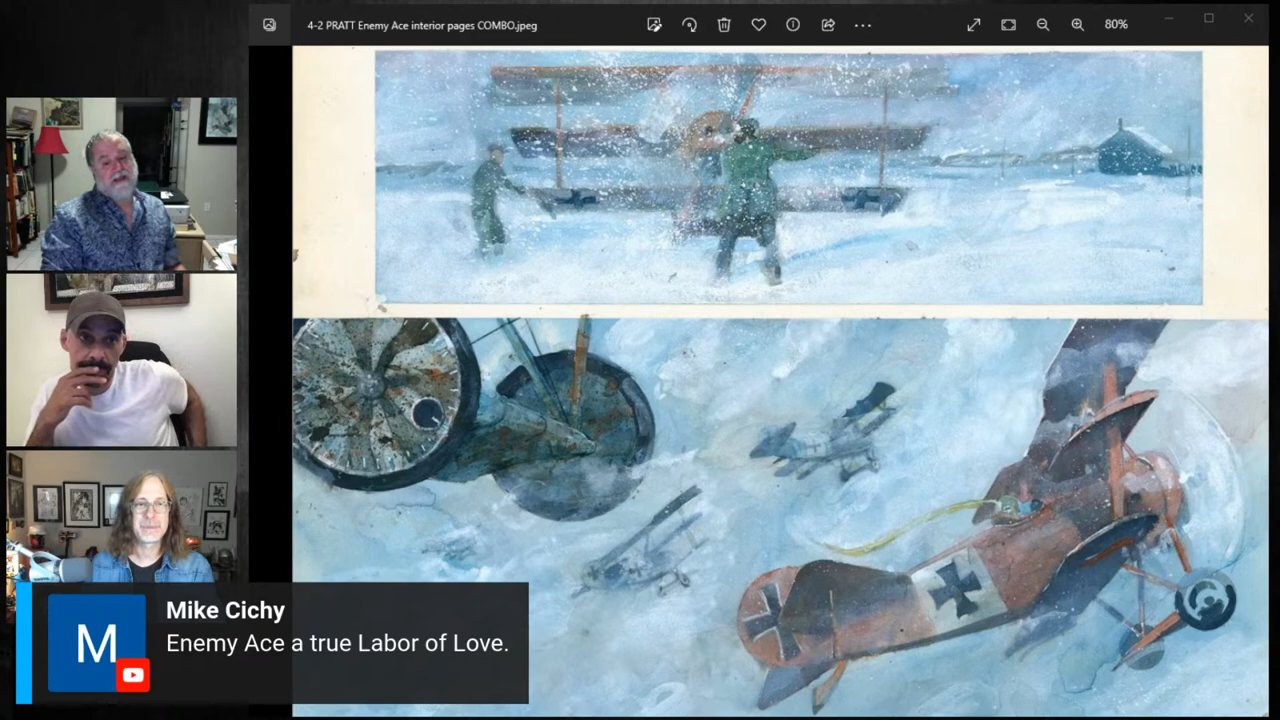 4-2 PRATT Enemy Ace interior pages COMBO.jpeg
80%
M
Mike Cichy
Enemy Ace a true Labor of Love.